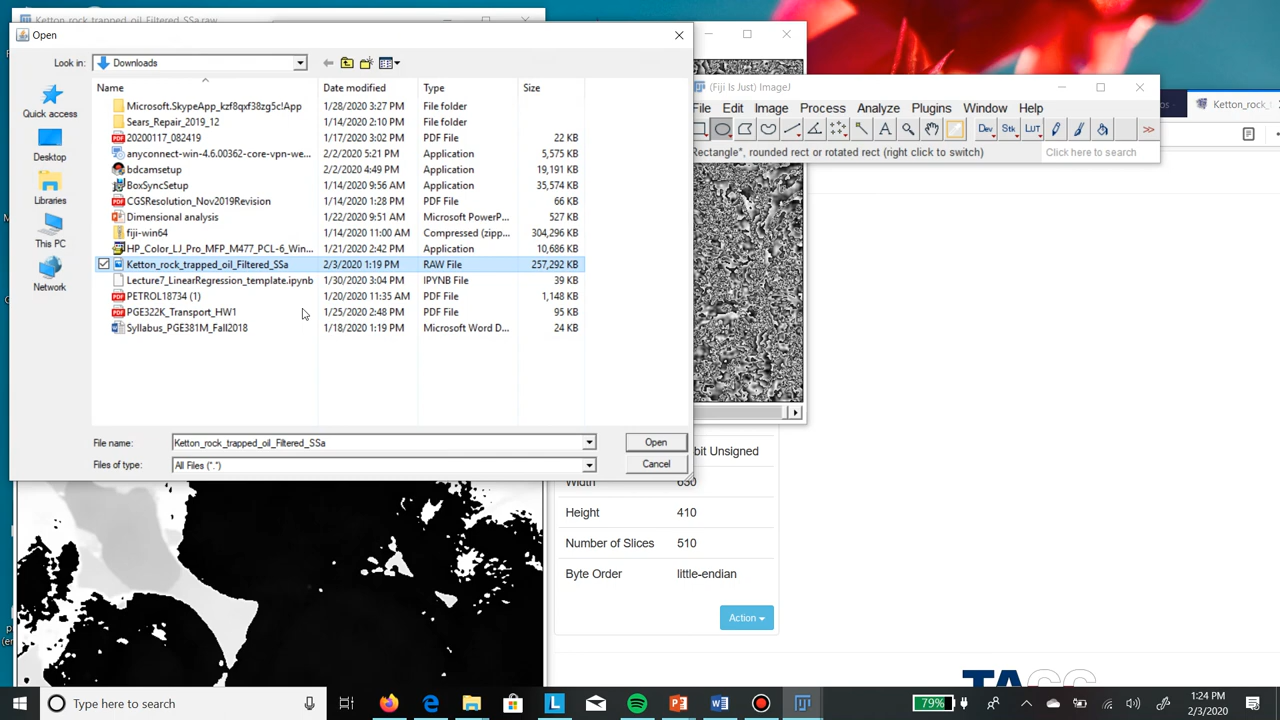 Ketton_rock_trapped_oil_Filtered_SSa.raw
Open
Look in:
Downloads
Name
Date modified
Type
Size
Microsoft.SkypeApp_kzf8qxf38zg5c!App
1/28/2020 3:27 PM
File folder
Sears_Repair_2019_12
1/14/2020 2:10 PM
File folder
20200117_082419
1/17/2020 3:02 PM
PDF File
22 KB
anyconnect-win-4.6.00362-core-vpn-we...
2/2/2020 5:21 PM
Application
5,575 KB
bdcamsetup
2/2/2020 4:49 PM
Application
19,191 KB
BoxSyncSetup
1/14/2020 9:56 AM
Application
35,574 KB
CGSResolution_Nov2019Revision
1/14/2020 1:28 PM
PDF File
66 KB
Dimensional analysis
1/22/2020 9:51 AM
Microsoft PowerP...
527 KB
fiji-win64
1/14/2020 11:00 AM
Compressed (zipp...
304,296 KB
HP_Color_LJ_Pro_MFP_M477_PCL-6_Win...
1/21/2020 2:42 PM
Application
10,686 KB
Ketton_rock_trapped_oil_Filtered_SSa
2/3/2020 1:19 PM
RAW File
257,292 KB
Lecture7_LinearRegression_template.ipynb
1/30/2020 3:04 PM
IPYNB File
39 KB
PETROL18734 (1)
1/20/2020 11:35 AM
PDF File
1,148 KB
PGE322K_Transport_HW1
1/25/2020 2:48 PM
PDF File
95 KB
Syllabus_PGE381M_Fall2018
1/18/2020 1:19 PM
Microsoft Word D...
24 KB
Quick access
Desktop
Libraries
This PC
Network
File name:
Ketton_rock_trapped_oil_Filtered_SSa
Open
Files of type:
All Files (*.*)
Cancel
(Fiji Is Just) ImageJ
File Edit Image Process Analyze Plugins Window Help
Dev Stk LUT >>
Rectangle*, rounded rect or rotated rect (right click to switch)
Click here to search
Ketton_rock_
bit Unsigned
Width
630
Height
410
Number of Slices
510
Byte Order
little-endian
Action
TACC
Type here to search
79%
1:24 PM
2/3/2020